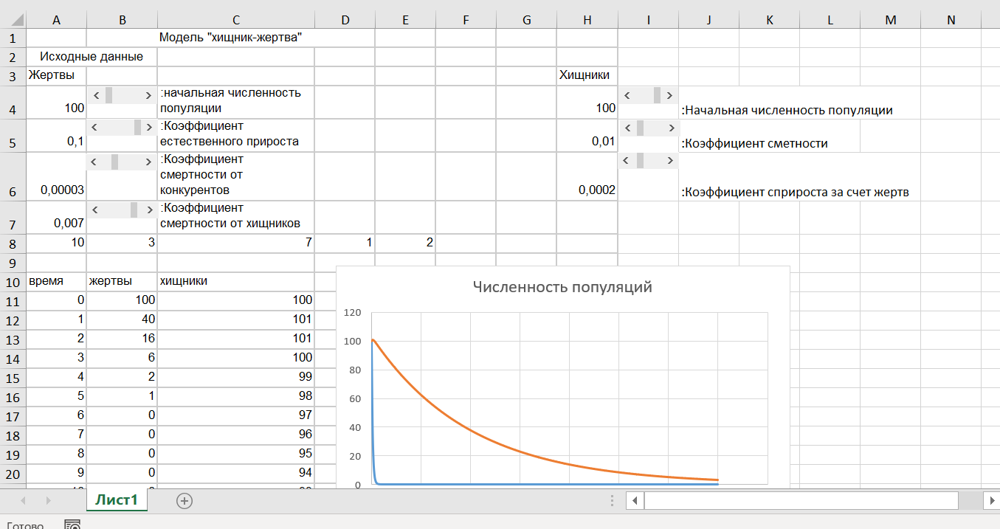 A B C D E F G H I J K L M N
1 Модель "хищник-жертва"
2 Исходные данные
3 Жертвы Хищники
:начальная численность
4 100 популяции 100 :Начальная численность популяции
:Коэффициент
5 0,1 естественного прироста 0,01 :Коэффициент сметности
:Коэффициент
смертности от
6 0,00003 конкурентов 0,0002 :Коэффициент сприроста за счет жертв
:Коэффициент
7 0,007 смертности от хищников
8 10 3 7 1 2
9
10 время жертвы хищники
Численность популяций
11 0 100 100
120
12 1 40 101
100
13 2 16 101
14 3 6 100
80
15 4 2 99
60
16 5 1 98
17 6 0 97
40
18 7 0 96
20
19 8 0 95
20 9 0 94
0
Лист1
Готово